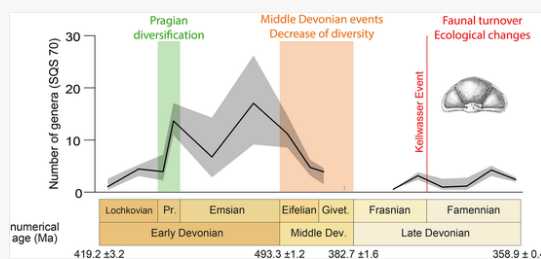 Pragian
diversification
Middle Devonian events
Decrease of diversity
Faunal turnover
Ecological changes
Number of genera (SQS 70)
30
20
10
0
Kellwasser Event
Lochkovian Pr. Emsian Eifelian Givet. Frasnian Famennian
Early Devonian Middle Dev. Late Devonian
numerical
age (Ma)
419.2 ±3.2 493.3 ±1.2 382.7 ±1.6 358.9 ± 0.4